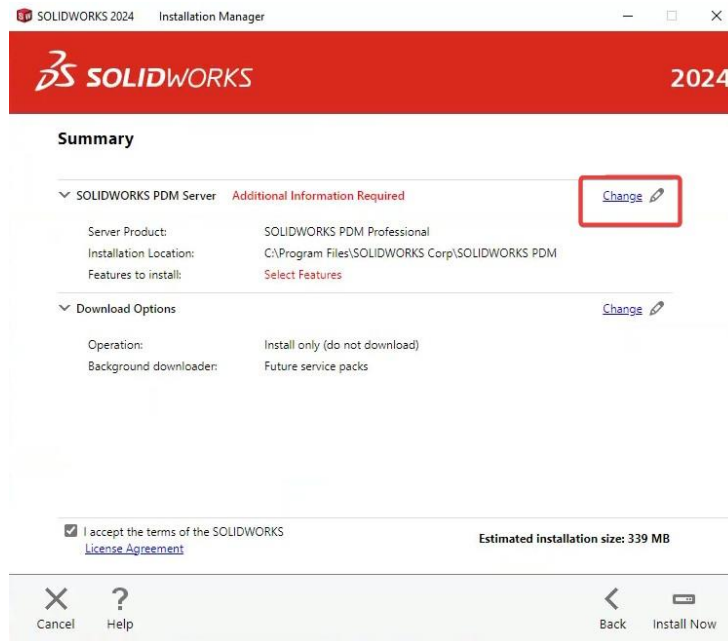 SOLIDWORKS 2024 Installation Manager
SOLIDWORKS 2024
Summary
SOLIDWORKS PDM Server Additional Information Required Change
Server Product: SOLIDWORKS PDM Professional
Installation Location: C:\Program Files\SOLIDWORKS Corp\SOLIDWORKS PDM
Features to install: Select Features
Download Options Change
Operation: Install only (do not download)
Background downloader: Future service packs
I accept the terms of the SOLIDWORKS
License Agreement
Estimated installation size: 339 MB
Cancel Help Back Install Now